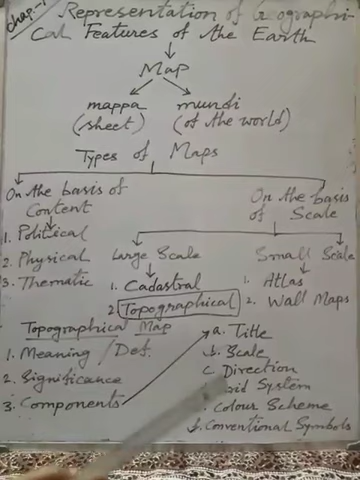 Chap-1
Representation of Geographi-
cal Features of the Earth
Map
mappa mundi
(sheet) (of the world)
Types of Maps
On the basis of
Content
1. Political
2. Physical
3. Thematic
On the basis
of Scale
Large Scale
1. Cadastral
2. Topographical
Small Scale
1. Atlas
2. Wall Maps
Topographical Map
1. Meaning / Def.
2. Significance
3. Components
a. Title
b. Scale
c. Direction
System
Colour Scheme
Conventional Symbols